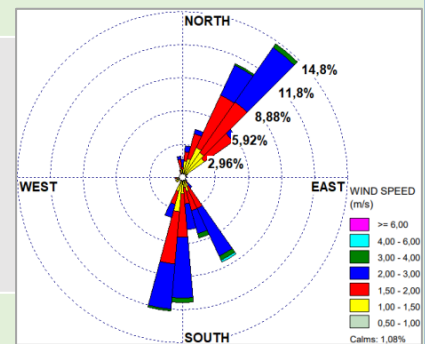 NORTH
14,8%
11,8%
8,88%
5,92%
2,96%
WEST
EAST
SOUTH
WIND SPEED
(m/s)
>= 6,00
4,00 - 6,00
3,00 - 4,00
2,00 - 3,00
1,50 - 2,00
1,00 - 1,50
0,50 - 1,00
Calms: 1,08%